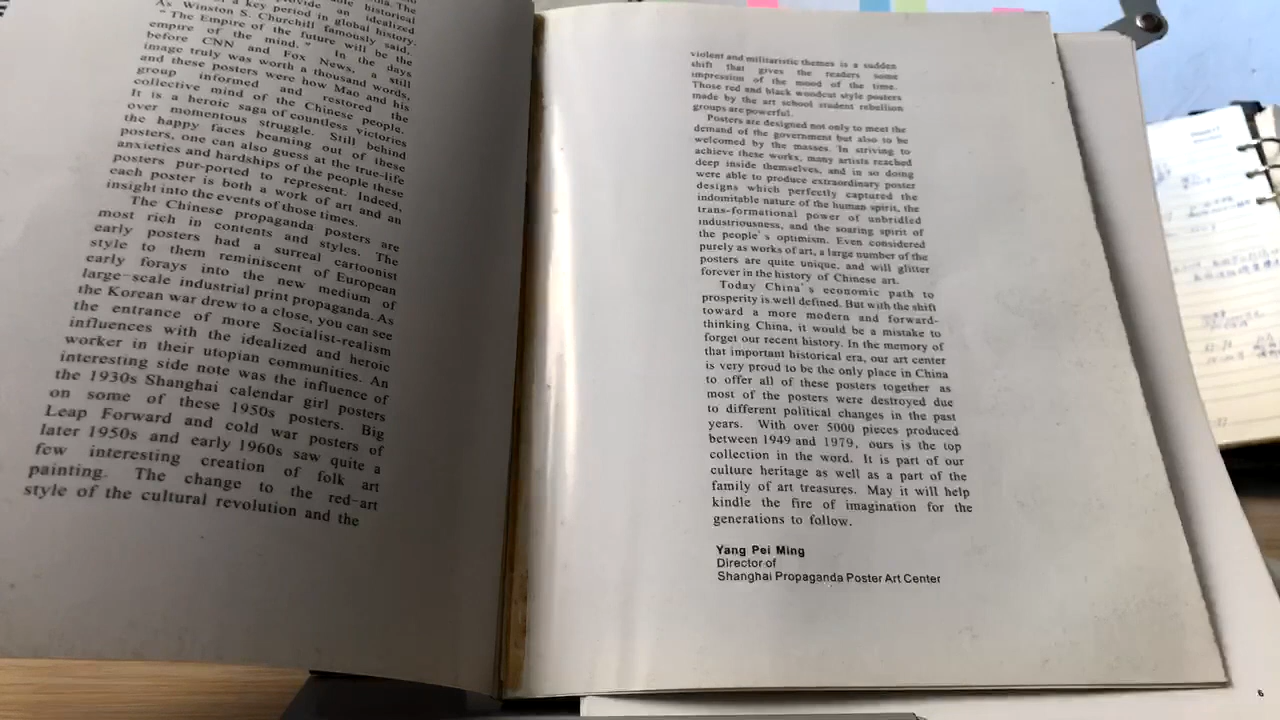 provide an idealized
a key period in global history.
As Winston S. Churchill famously said,
"The Empire of the future will be the
empire of the mind." In the days
before CNN and Fox News, a still
image truly was worth a thousand words,
and these posters were how Mao and his
group informed and restored the
collective mind of the Chinese people.
It is a heroic saga of countless victories
over momentous struggle. Still behind
the happy faces beaming out of these
posters, one can also guess at the true-life
anxieties and hardships of the people these
posters pur-ported to represent. Indeed,
each poster is both a work of art and an
insight into the events of those times.
The Chinese propaganda posters are
most rich in contents and styles. The
early posters had a surreal cartoonist
style to them reminiscent of European
early forays into the new medium of
large-scale industrial print propaganda. As
the Korean war drew to a close, you can see
the entrance of more Socialist-realism
influences with the idealized and heroic
worker in their utopian communities. An
interesting side note was the influence of
the 1930s Shanghai calendar girl posters
on some of these 1950s posters. Big
Leap Forward and cold war posters of
later 1950s and early 1960s saw quite a
few interesting creation of folk art
painting. The change to the red-art
style of the cultural revolution and the
violent and militaristic themes is a sudden
shift that gives the readers some
impression of the mood of the time.
Those red and black woodcut style posters
made by the art school student rebellion
groups are powerful.
Posters are designed not only to meet the
demand of the government but also to be
welcomed by the masses. In striving to
achieve these works, many artists reached
deep inside themselves, and in so doing
were able to produce extraordinary poster
designs which perfectly captured the
indomitable nature of the human spirit, the
trans-formational power of unbridled
industriousness, and the soaring spirit of
the people's optimism. Even considered
purely as works of art, a large number of the
posters are quite unique, and will glitter
forever in the history of Chinese art.
Today China's economic path to
prosperity is well defined. But with the shift
toward a more modern and forward-
thinking China, it would be a mistake to
forget our recent history. In the memory of
that important historical era, our art center
is very proud to be the only place in China
to offer all of these posters together as
most of the posters were destroyed due
to different political changes in the past
years. With over 5000 pieces produced
between 1949 and 1979, ours is the top
collection in the word. It is part of our
culture heritage as well as a part of the
family of art treasures. May it will help
kindle the fire of imagination for the
generations to follow.
Yang Pei Ming
Director of
Shanghai Propaganda Poster Art Center
6